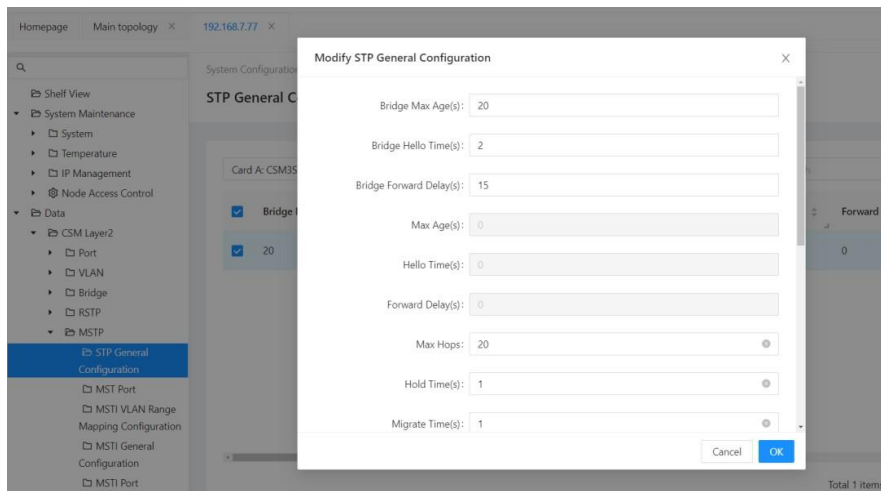 Homepage
Main topology
192.168.7.77
Shelf View
System Maintenance
System
Temperature
IP Management
Node Access Control
Data
CSM Layer2
Port
VLAN
Bridge
RSTP
MSTP
STP General
Configuration
MST Port
MSTI VLAN Range
Mapping Configuration
MSTI General
Configuration
MSTI Port
System Configuration
STP General C
Card A: CSM3S
Bridge
20
Forward
0
Total 1 items
Modify STP General Configuration
Bridge Max Age(s): 20
Bridge Hello Time(s): 2
Bridge Forward Delay(s): 15
Max Age(s): 0
Hello Time(s): 0
Forward Delay(s): 0
Max Hops: 20
Hold Time(s): 1
Migrate Time(s): 1
Cancel
OK